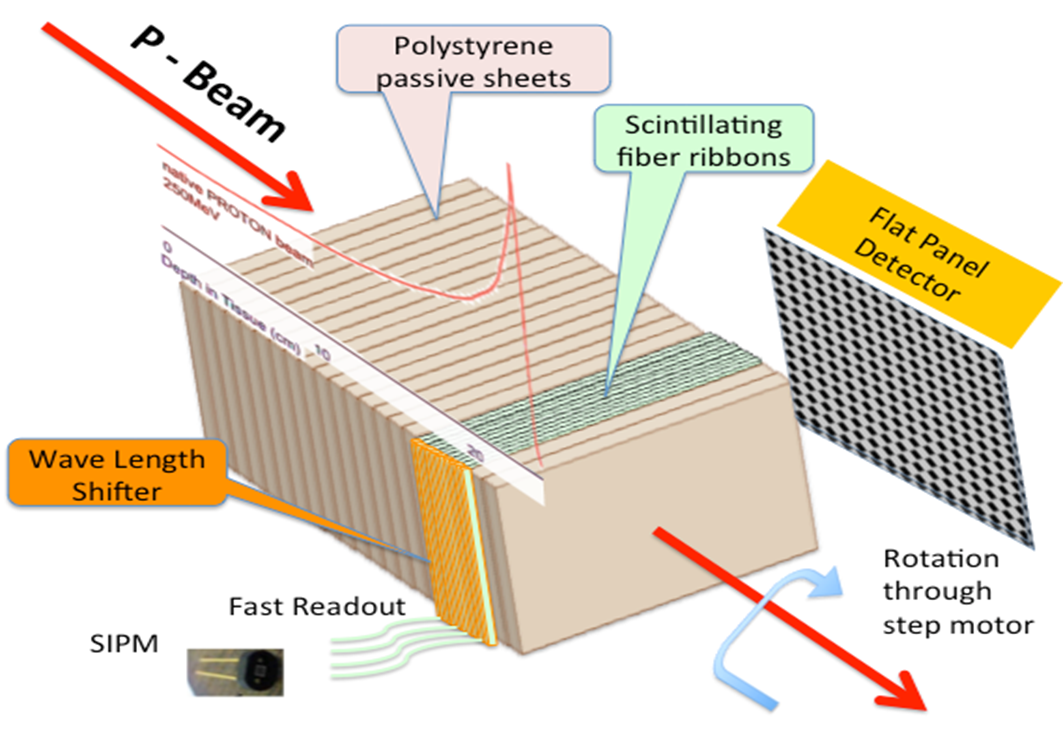 P - Beam
Polystyrene
passive sheets
Scintillating
fiber ribbons
native PROTON beam
250MeV
Flat Panel
Detector
0
Depth in Tissue (cm)
10
20
Wave Length
Shifter
Fast Readout
SIPM
Rotation
through
step motor